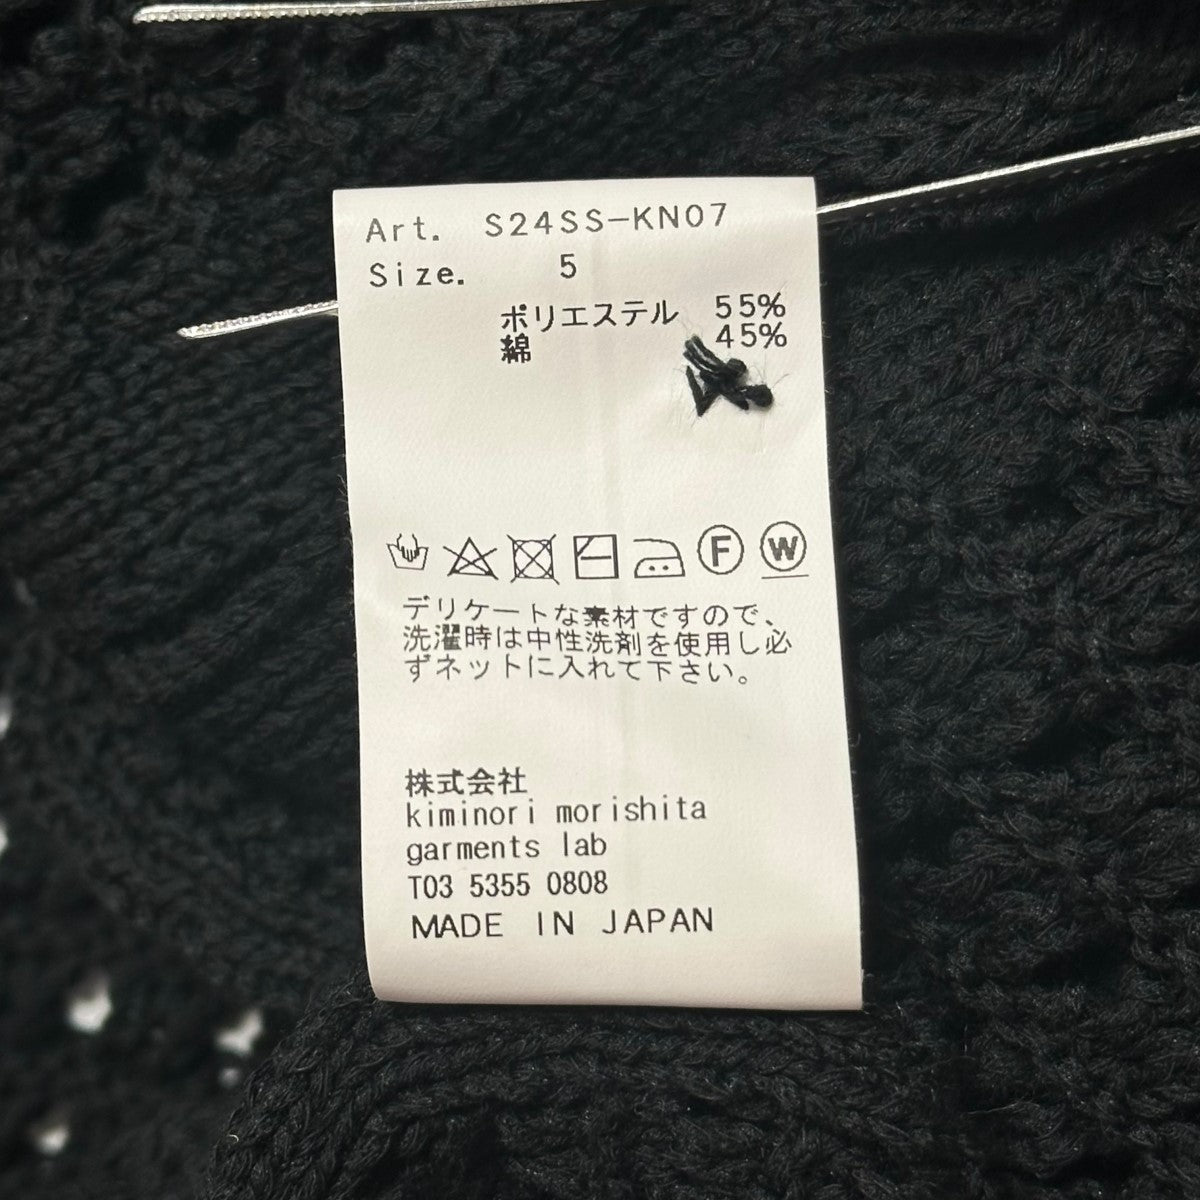 Art. S24SS-KN07
Size. 5
ポリエステル 55%
綿 45%
F W
デリケートな素材ですので、
洗濯時は中性洗剤を使用し必
ずネットに入れて下さい。
株式会社
kiminori morishita
garments lab
T03 5355 0808
MADE IN JAPAN